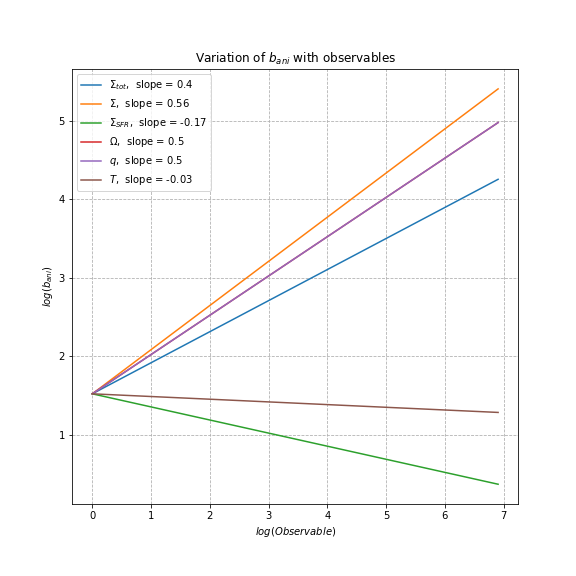 Variation of b_ani with observables
Σ_tot,  slope = 0.4
Σ,  slope = 0.56
Σ_SFR,  slope = -0.17
Ω,  slope = 0.5
q,  slope = 0.5
T,  slope = -0.03
log(b_ani)
5
4
3
2
1
0 1 2 3 4 5 6 7
log(Observable)